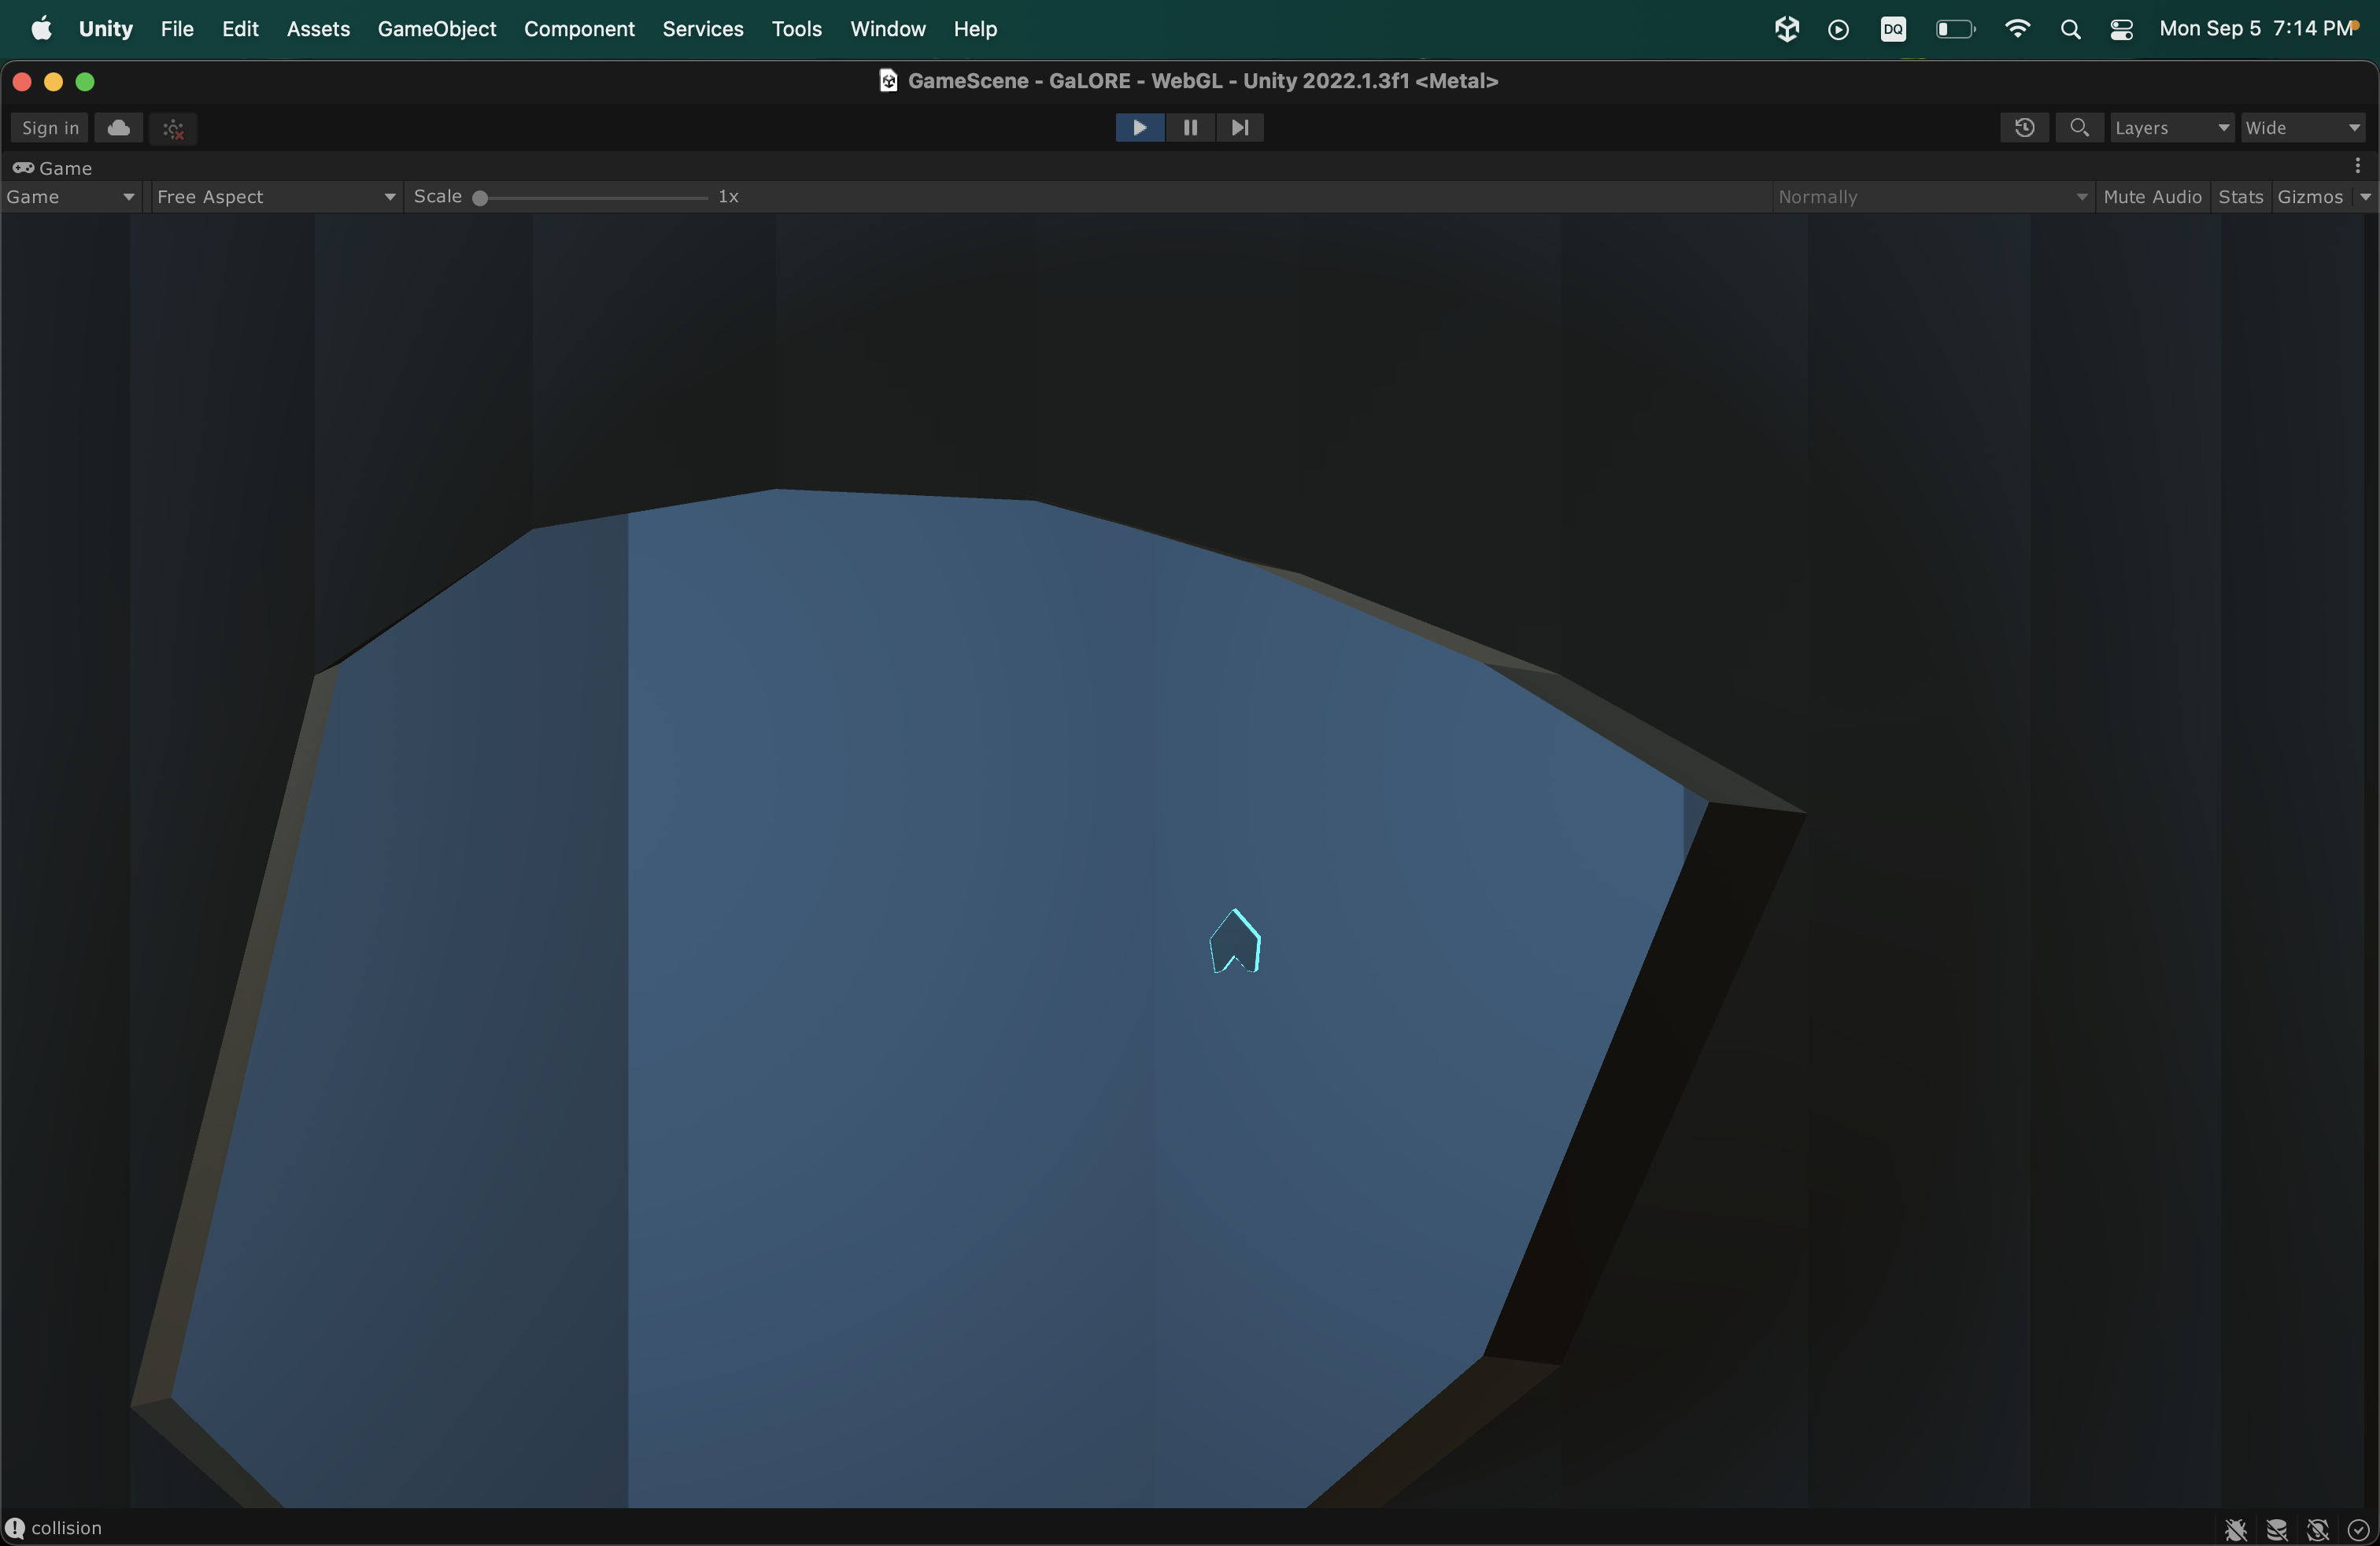 Unity File Edit Assets GameObject Component Services Tools Window Help DQ Mon Sep 5 7:14 PM
GameScene - GaLORE - WebGL - Unity 2022.1.3f1 <Metal>
Sign in Layers Wide
Game
Game Free Aspect Scale 1x Normally Mute Audio Stats Gizmos
collision